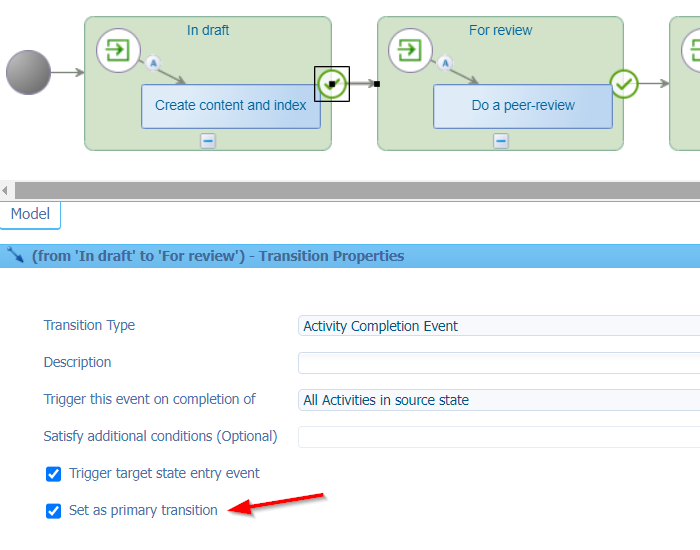 In draft
For review
A
A
Create content and index
Do a peer-review
Model
(from 'In draft' to 'For review') - Transition Properties
Transition Type
Activity Completion Event
Description
Trigger this event on completion of
All Activities in source state
Satisfy additional conditions (Optional)
Trigger target state entry event
Set as primary transition